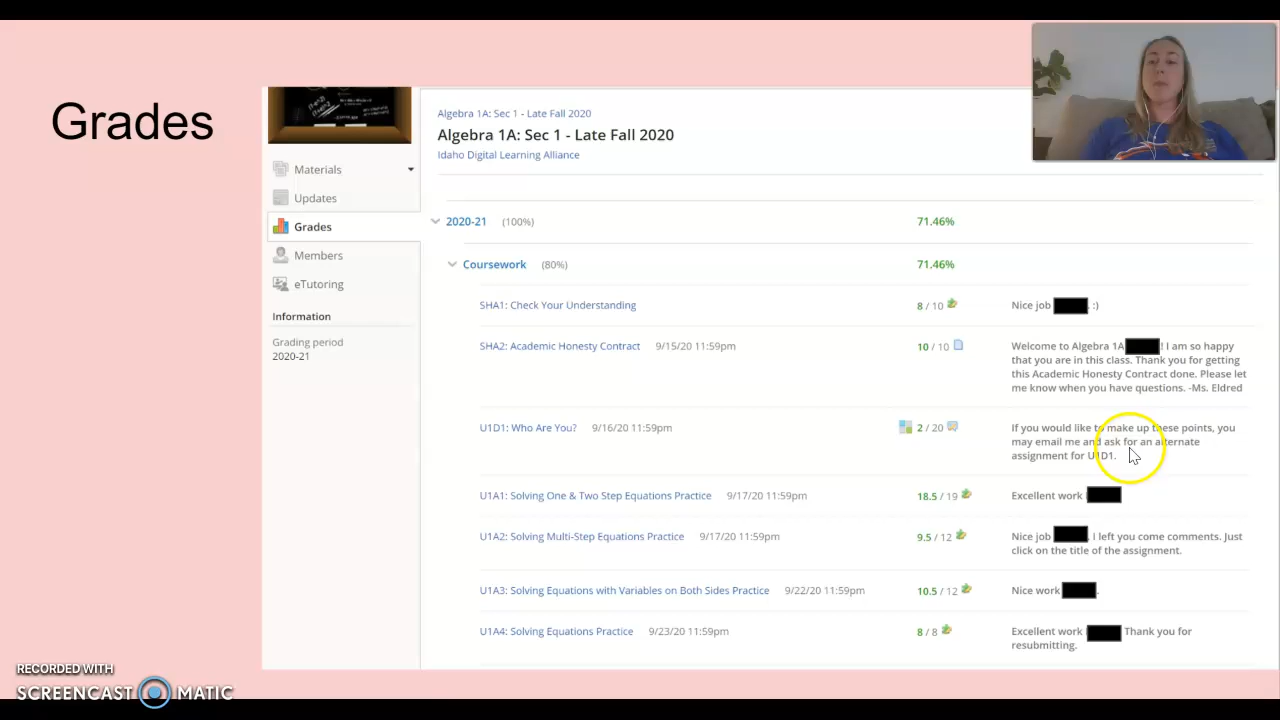 Grades
Algebra 1A: Sec 1 - Late Fall 2020
Algebra 1A: Sec 1 - Late Fall 2020
Idaho Digital Learning Alliance
Materials
Updates
Grades
Members
eTutoring
Information
Grading period
2020-21
2020-21 (100%) 71.46%
Coursework (80%) 71.46%
SHA1: Check Your Understanding 8 / 10 Nice job . :)
SHA2: Academic Honesty Contract 9/15/20 11:59pm 10 / 10 Welcome to Algebra 1A ! I am so happy
that you are in this class. Thank you for getting
this Academic Honesty Contract done. Please let
me know when you have questions. -Ms. Eldred
U1D1: Who Are You? 9/16/20 11:59pm 2 / 20 If you would like to make up these points, you
may email me and ask for an alternate
assignment for U1D1.
U1A1: Solving One & Two Step Equations Practice 9/17/20 11:59pm 18.5 / 19 Excellent work
U1A2: Solving Multi-Step Equations Practice 9/17/20 11:59pm 9.5 / 12 Nice job . I left you come comments. Just
click on the title of the assignment.
U1A3: Solving Equations with Variables on Both Sides Practice 9/22/20 11:59pm 10.5 / 12 Nice work .
U1A4: Solving Equations Practice 9/23/20 11:59pm 8 / 8 Excellent work Thank you for
resubmitting.
RECORDED WITH
SCREENCAST MATIC